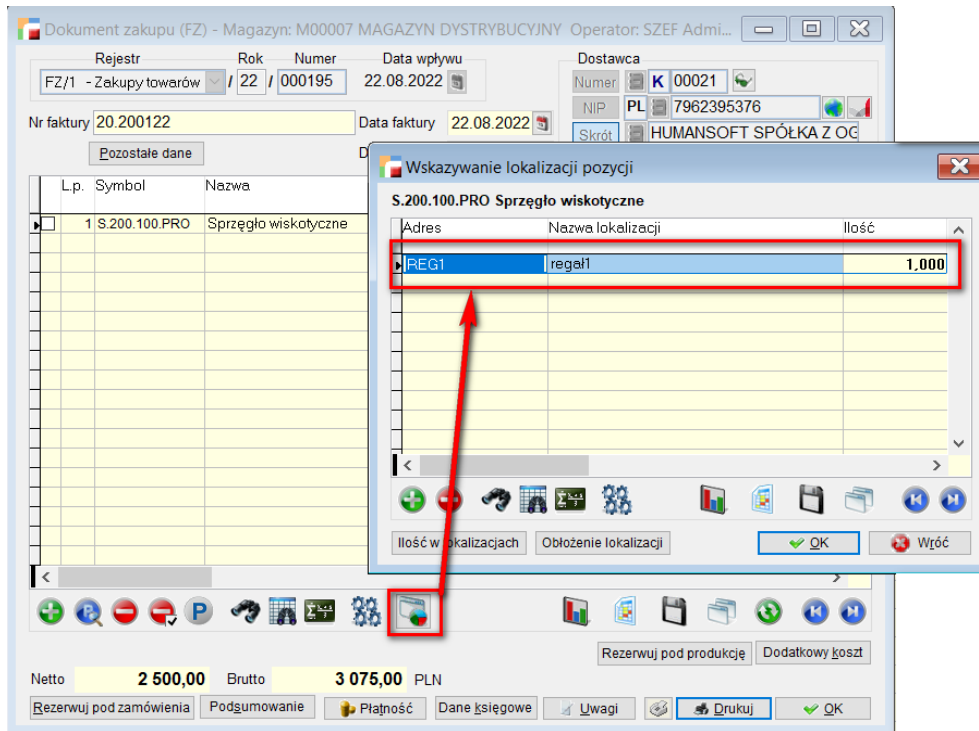 Dokument zakupu (FZ) - Magazyn: M00007 MAGAZYN DYSTRYBUCYJNY Operator: SZEF Admi...
Rejestr Rok Numer Data wpływu Dostawca
FZ/1 - Zakupy towarów / 22 / 000195 22.08.2022 Numer K 00021
NIP PL 7962395376
Nr faktury 20.200122 Data faktury 22.08.2022 Skrót HUMANSOFT SPÓŁKA Z OG
Pozostałe dane D
L.p. Symbol Nazwa
1 S.200.100.PRO Sprzęgło wiskotyczne
Wskazywanie lokalizacji pozycji
S.200.100.PRO Sprzęgło wiskotyczne
Adres Nazwa lokalizacji Ilość
REG1 regał1 1,000
Ilość w lokalizacjach Obłożenie lokalizacji OK Wróć
Rezerwuj pod produkcję Dodatkowy koszt
Netto 2 500,00 Brutto 3 075,00 PLN
Rezerwuj pod zamówienia Podsumowanie Płatność Dane księgowe Uwagi Drukuj OK